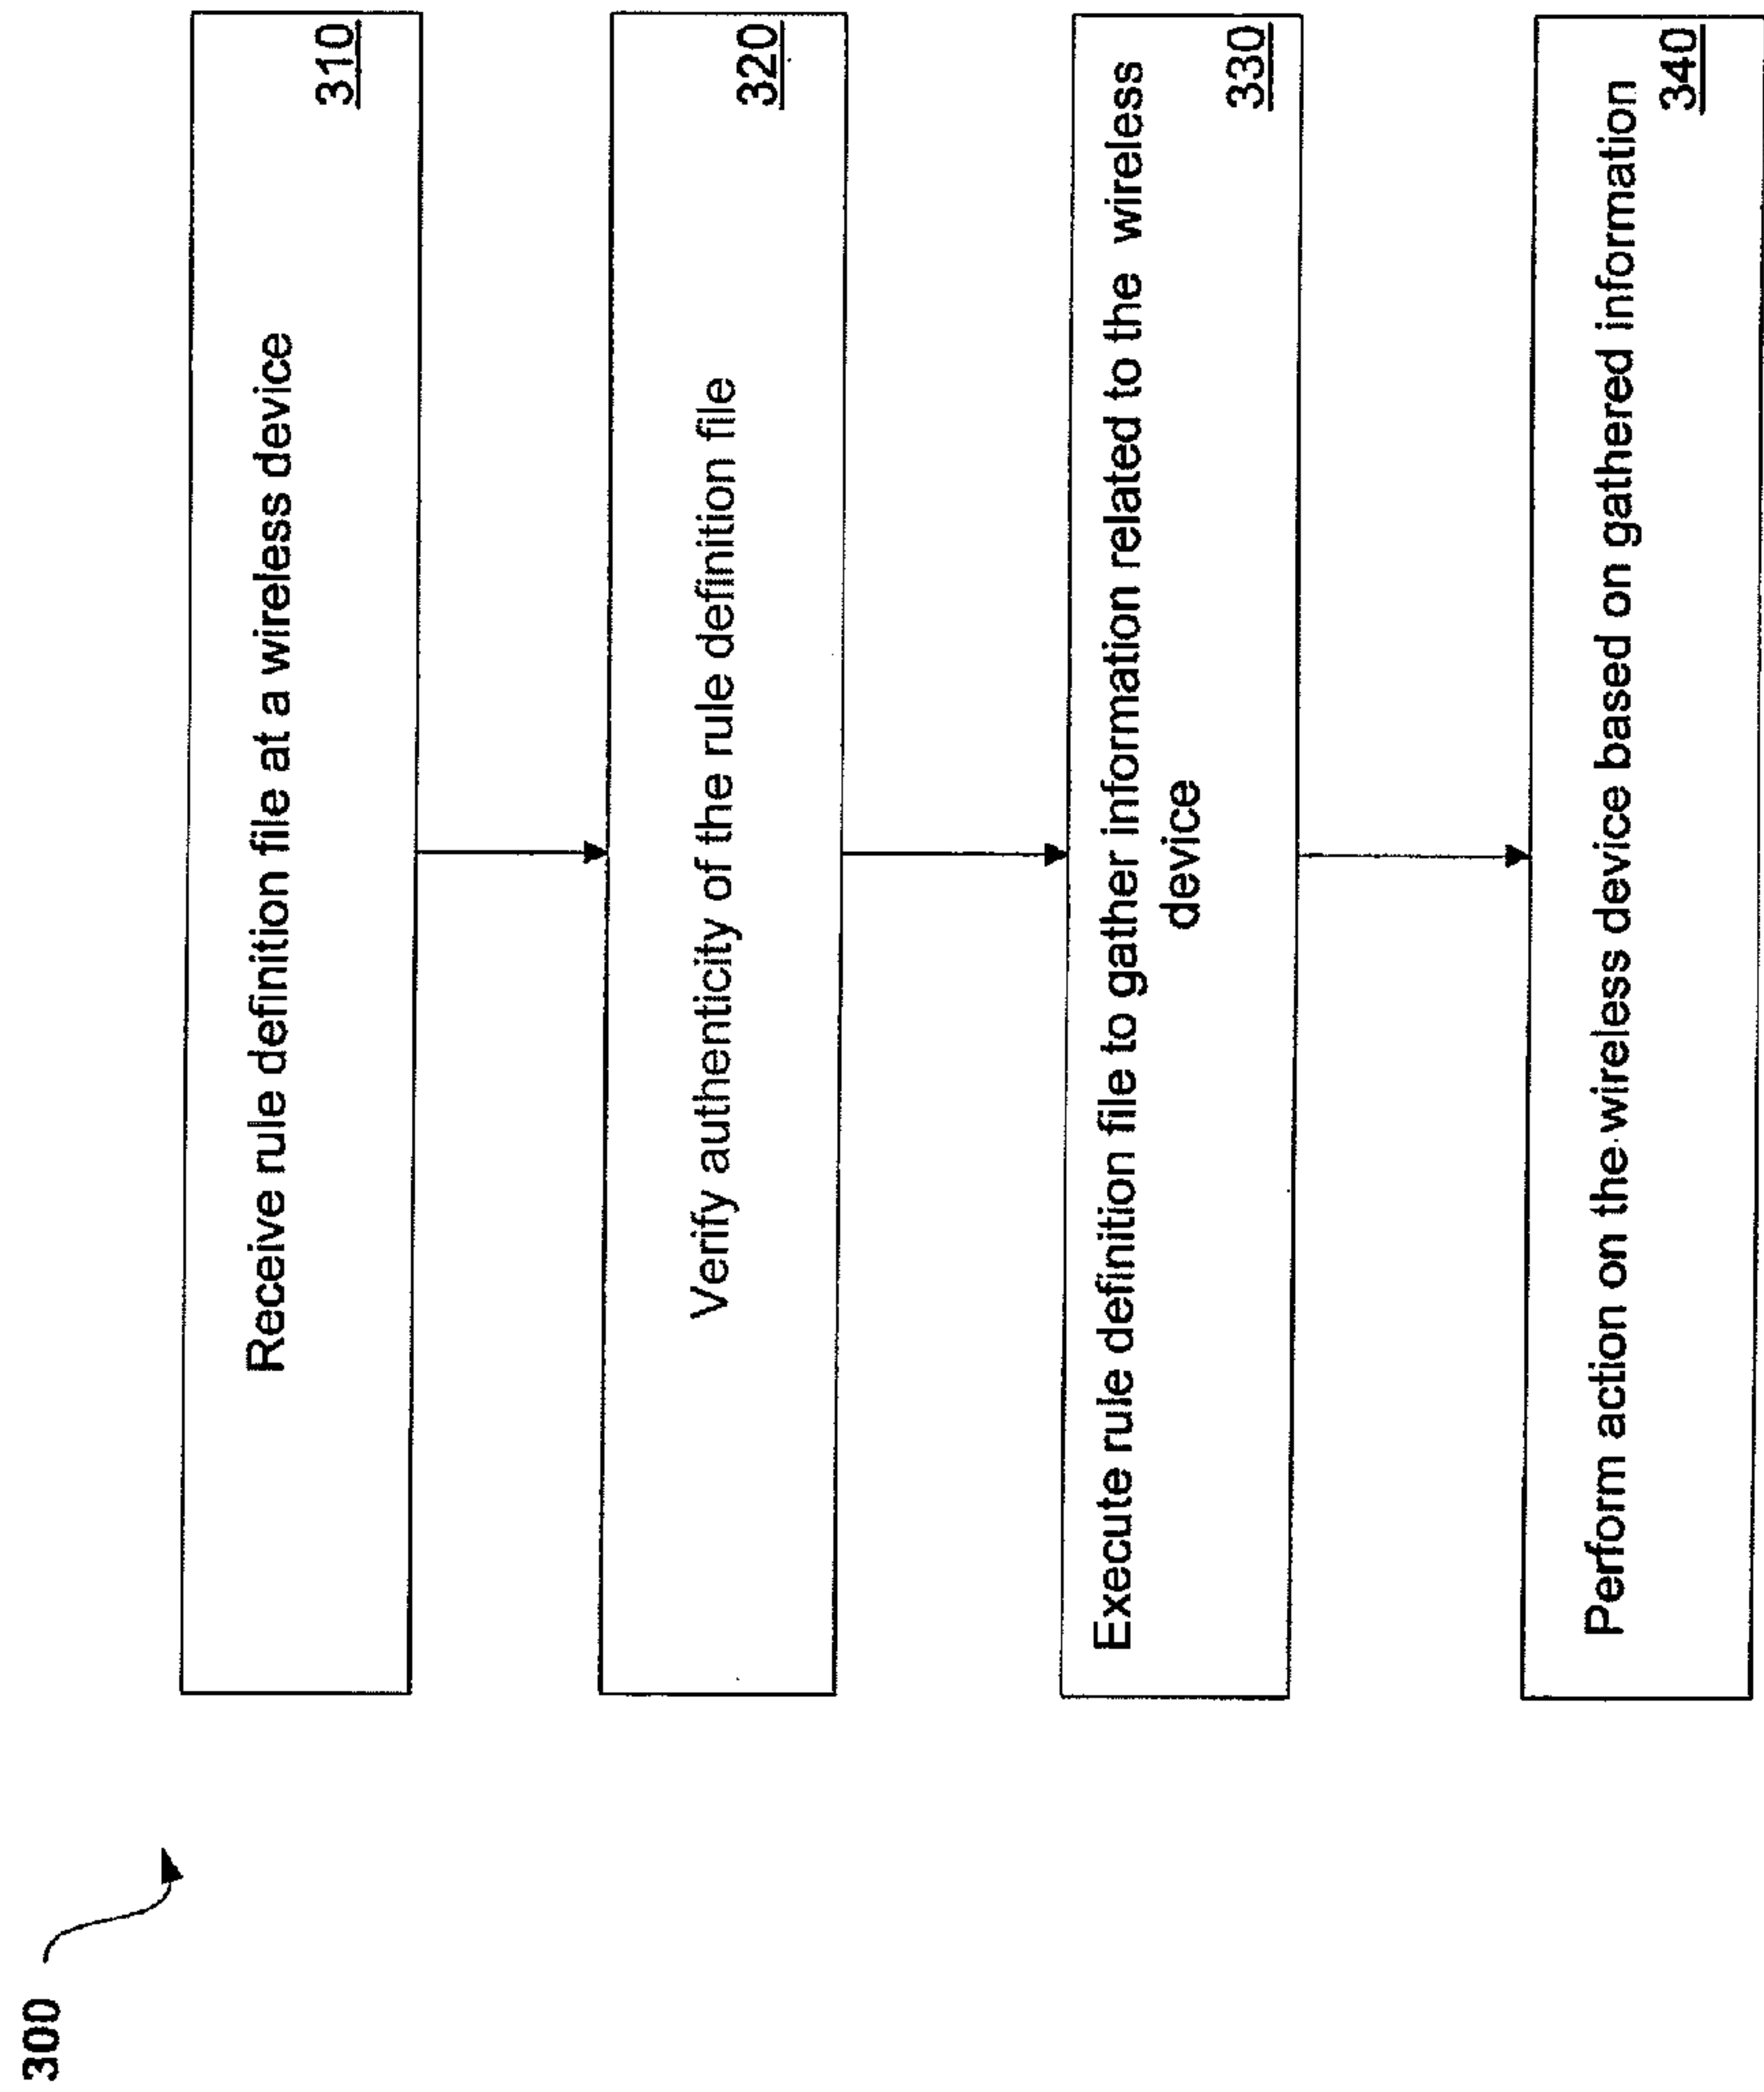 300
Receive rule definition file at a wireless device
310
Verify authenticity of the rule definition file
320
Execute rule definition file to gather information related to the wireless
device
330
Perform action on the wireless device based on gathered information
340